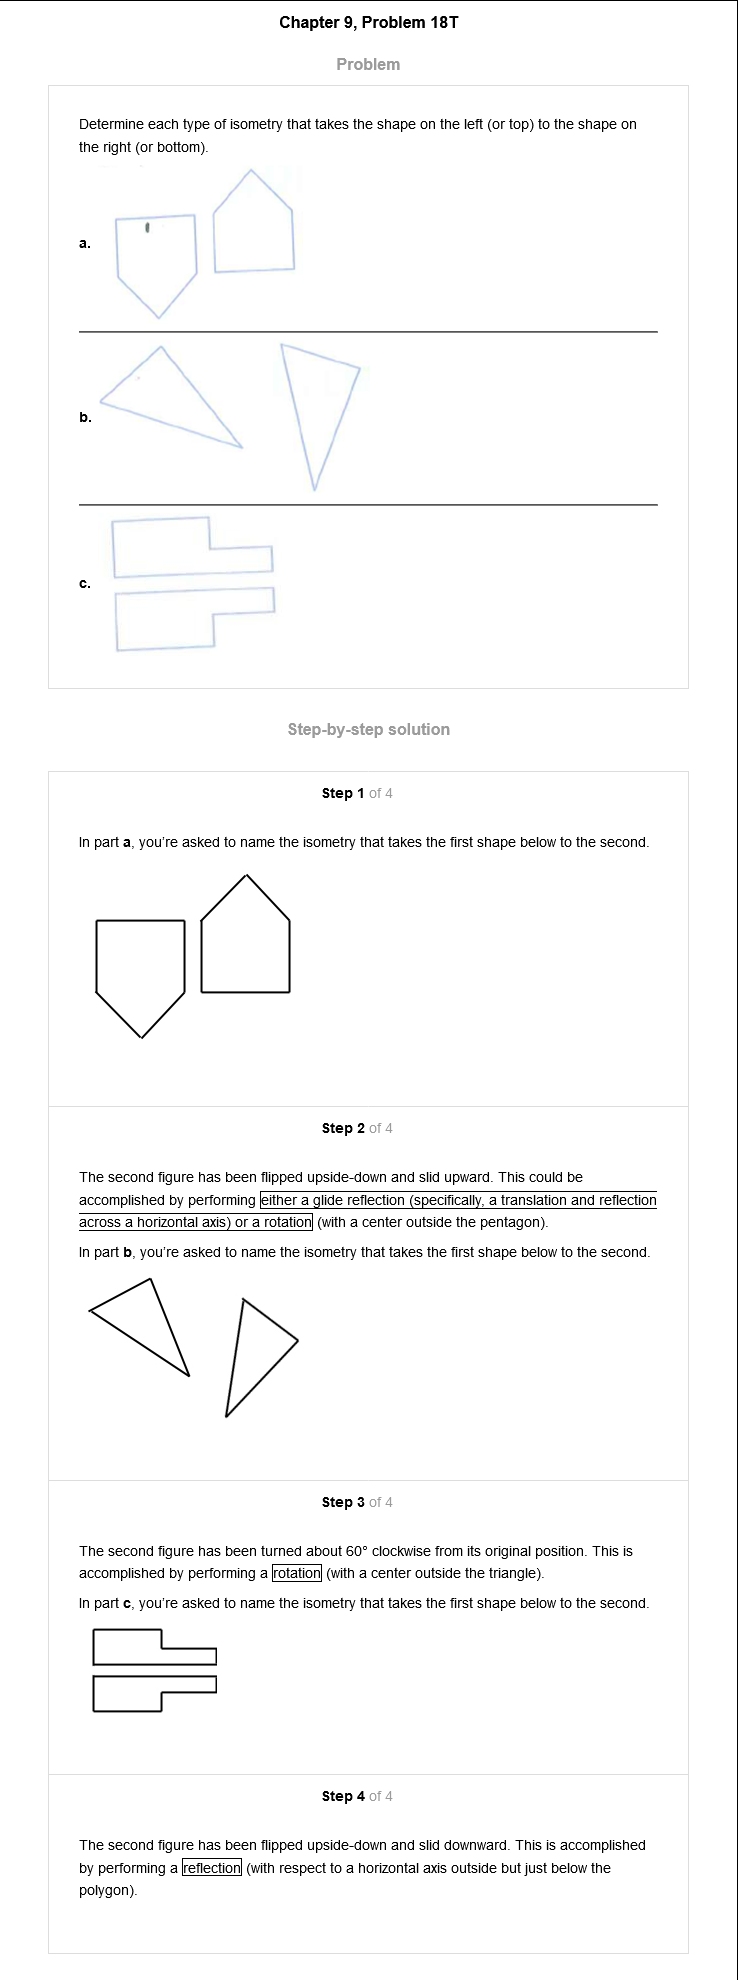 Chapter 9, Problem 18T
Problem
Determine each type of isometry that takes the shape on the left (or top) to the shape on
the right (or bottom).
a.
b.
c.
Step-by-step solution
Step 1 of 4
In part a, you’re asked to name the isometry that takes the first shape below to the second.
Step 2 of 4
The second figure has been flipped upside-down and slid upward. This could be
accomplished by performing either a glide reflection (specifically, a translation and reflection
across a horizontal axis) or a rotation (with a center outside the pentagon).
In part b, you’re asked to name the isometry that takes the first shape below to the second.
Step 3 of 4
The second figure has been turned about 60° clockwise from its original position. This is
accomplished by performing a rotation (with a center outside the triangle).
In part c, you’re asked to name the isometry that takes the first shape below to the second.
Step 4 of 4
The second figure has been flipped upside-down and slid downward. This is accomplished
by performing a reflection (with respect to a horizontal axis outside but just below the
polygon).